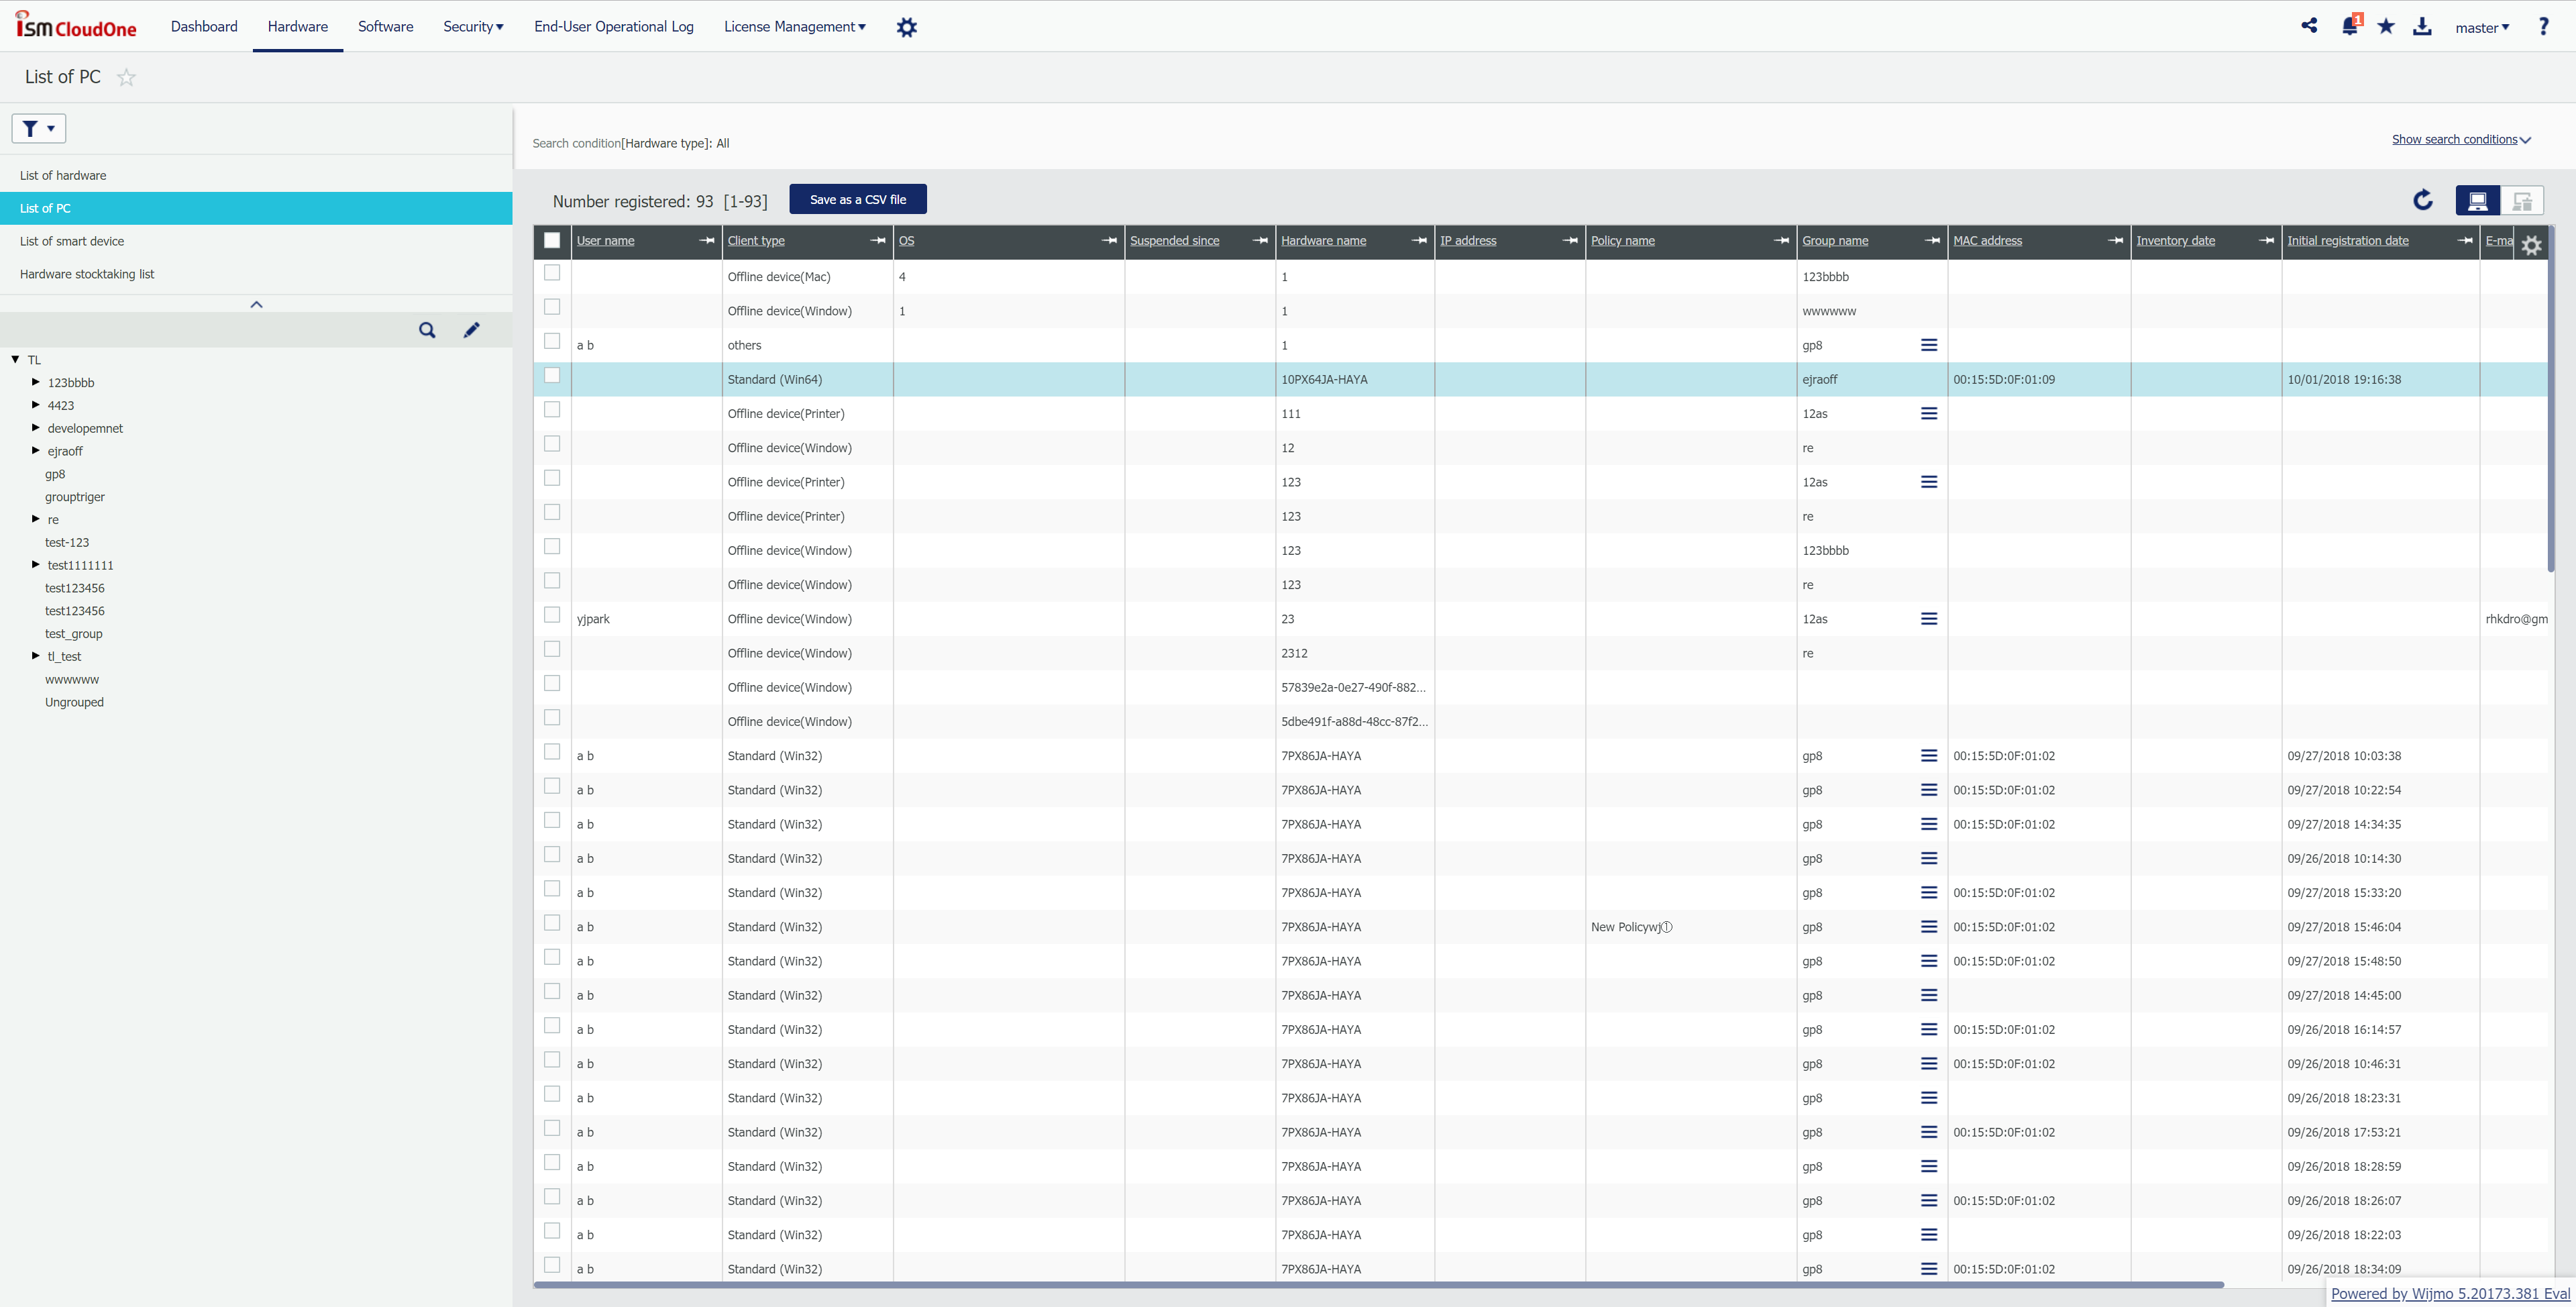 ism CloudOne Dashboard Hardware Software Security End-User Operational Log License Management 1 master ?
List of PC
Search condition[Hardware type]: All Show search conditions
List of hardware
List of PC
List of smart device
Hardware stocktaking list
TL
123bbbb
4423
developemnet
ejraoff
gp8
grouptriger
re
test-123
test1111111
test123456
test123456
test_group
tl_test
wwwwww
Ungrouped
Number registered: 93 [1-93] Save as a CSV file
User name Client type OS Suspended since Hardware name IP address Policy name Group name MAC address Inventory date Initial registration date E-ma
Offline device(Mac) 4 1 123bbbb
Offline device(Window) 1 1 wwwwww
a b others 1 gp8
Standard (Win64) 10PX64JA-HAYA ejraoff 00:15:5D:0F:01:09 10/01/2018 19:16:38
Offline device(Printer) 111 12as
Offline device(Window) 12 re
Offline device(Printer) 123 12as
Offline device(Printer) 123 re
Offline device(Window) 123 123bbbb
Offline device(Window) 123 re
yjpark Offline device(Window) 23 12as rhkdro@gm
Offline device(Window) 2312 re
Offline device(Window) 57839e2a-0e27-490f-882...
Offline device(Window) 5dbe491f-a88d-48cc-87f2...
a b Standard (Win32) 7PX86JA-HAYA gp8 00:15:5D:0F:01:02 09/27/2018 10:03:38
a b Standard (Win32) 7PX86JA-HAYA gp8 00:15:5D:0F:01:02 09/27/2018 10:22:54
a b Standard (Win32) 7PX86JA-HAYA gp8 00:15:5D:0F:01:02 09/27/2018 14:34:35
a b Standard (Win32) 7PX86JA-HAYA gp8 09/26/2018 10:14:30
a b Standard (Win32) 7PX86JA-HAYA gp8 00:15:5D:0F:01:02 09/27/2018 15:33:20
a b Standard (Win32) 7PX86JA-HAYA New Policywj① gp8 00:15:5D:0F:01:02 09/27/2018 15:46:04
a b Standard (Win32) 7PX86JA-HAYA gp8 00:15:5D:0F:01:02 09/27/2018 15:48:50
a b Standard (Win32) 7PX86JA-HAYA gp8 09/27/2018 14:45:00
a b Standard (Win32) 7PX86JA-HAYA gp8 00:15:5D:0F:01:02 09/26/2018 16:14:57
a b Standard (Win32) 7PX86JA-HAYA gp8 00:15:5D:0F:01:02 09/26/2018 10:46:31
a b Standard (Win32) 7PX86JA-HAYA gp8 09/26/2018 18:23:31
a b Standard (Win32) 7PX86JA-HAYA gp8 00:15:5D:0F:01:02 09/26/2018 17:53:21
a b Standard (Win32) 7PX86JA-HAYA gp8 09/26/2018 18:28:59
a b Standard (Win32) 7PX86JA-HAYA gp8 00:15:5D:0F:01:02 09/26/2018 18:26:07
a b Standard (Win32) 7PX86JA-HAYA gp8 09/26/2018 18:22:03
a b Standard (Win32) 7PX86JA-HAYA gp8 00:15:5D:0F:01:02 09/26/2018 18:34:09
Powered by Wijmo 5.20173.381 Eval